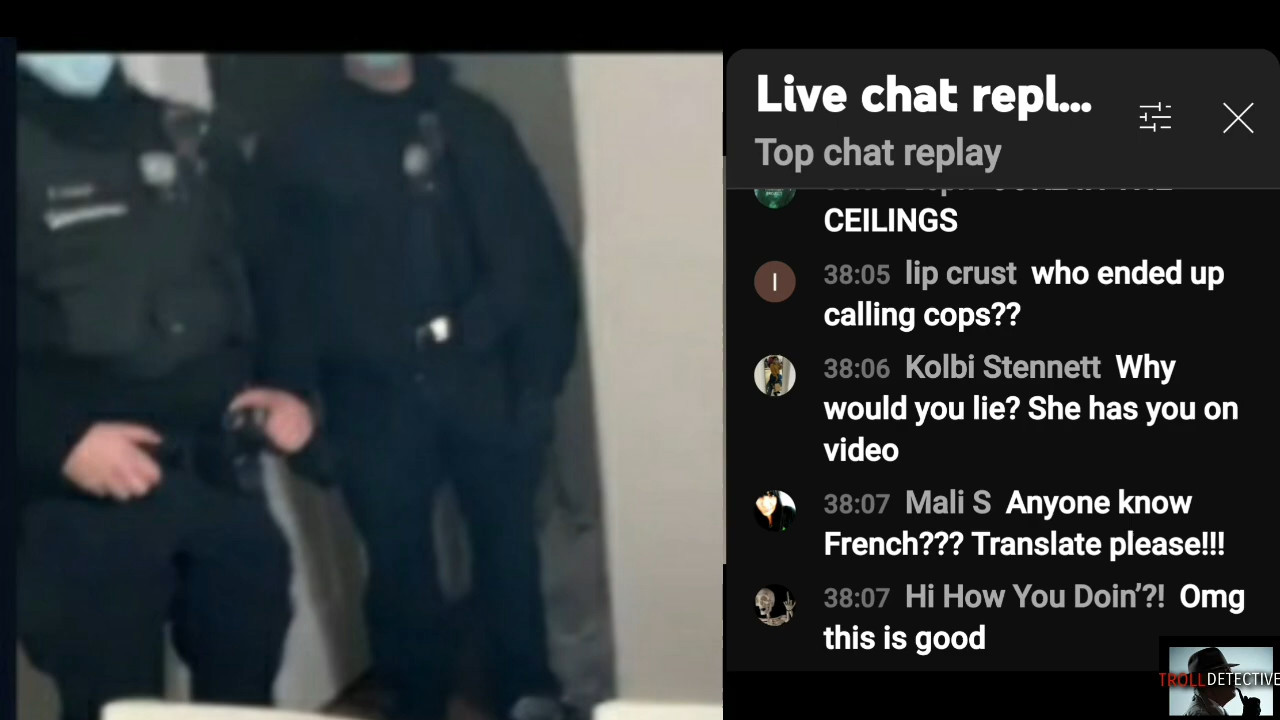 Live chat repl...
Top chat replay
CEILINGS
38:05 lip crust who ended up
calling cops??
38:06 Kolbi Stennett Why
would you lie? She has you on
video
38:07 Mali S Anyone know
French??? Translate please!!!
38:07 Hi How You Doin'?! Omg
this is good
TROLLDETECTIVE